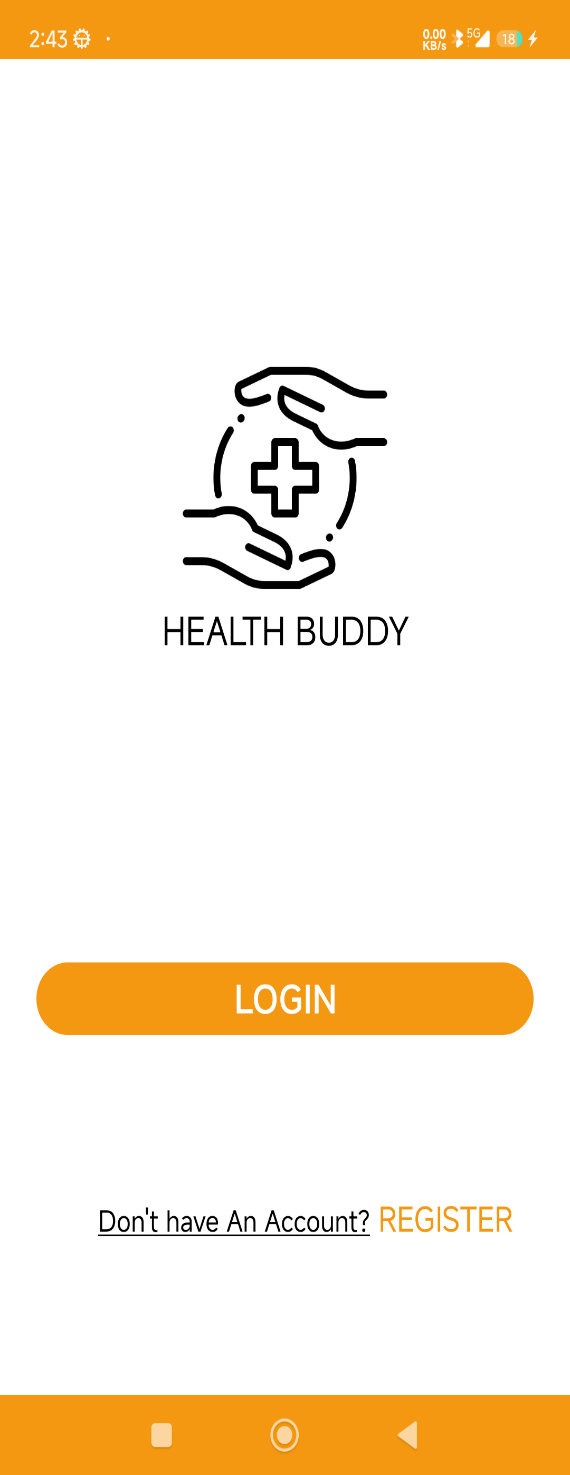 2:43
0.00
KB/s
5G
18
HEALTH BUDDY
LOGIN
Don't have An Account? REGISTER